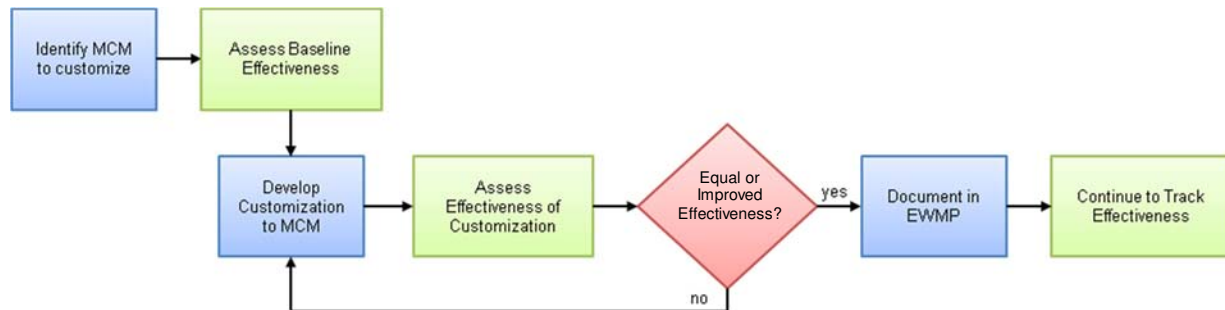 Identify MCM
to customize
Assess Baseline
Effectiveness
Develop
Customization
to MCM
Assess
Effectiveness of
Customization
Equal or
Improved
Effectiveness?
yes
no
Document in
EWMP
Continue to Track
Effectiveness